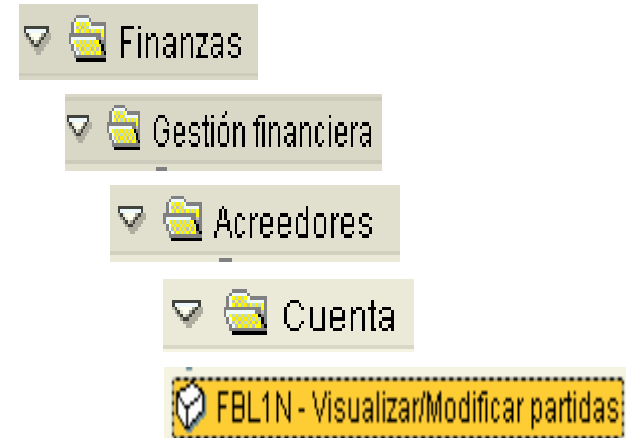 Finanzas
Gestión financiera
Acreedores
Cuenta
FBL1N - Visualizar/Modificar partidas